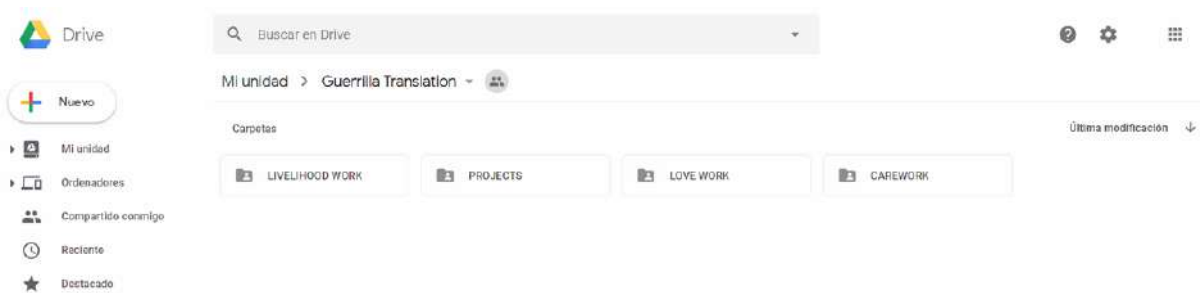 Drive
Buscar en Drive
Mi unidad > Guerrilla Translation
Nuevo
Carpetas
Última modificación
Mi unidad
LIVELIHOOD WORK
PROJECTS
LOVE WORK
CAREWORK
Ordenadores
Compartido conmigo
Reciente
Destacado